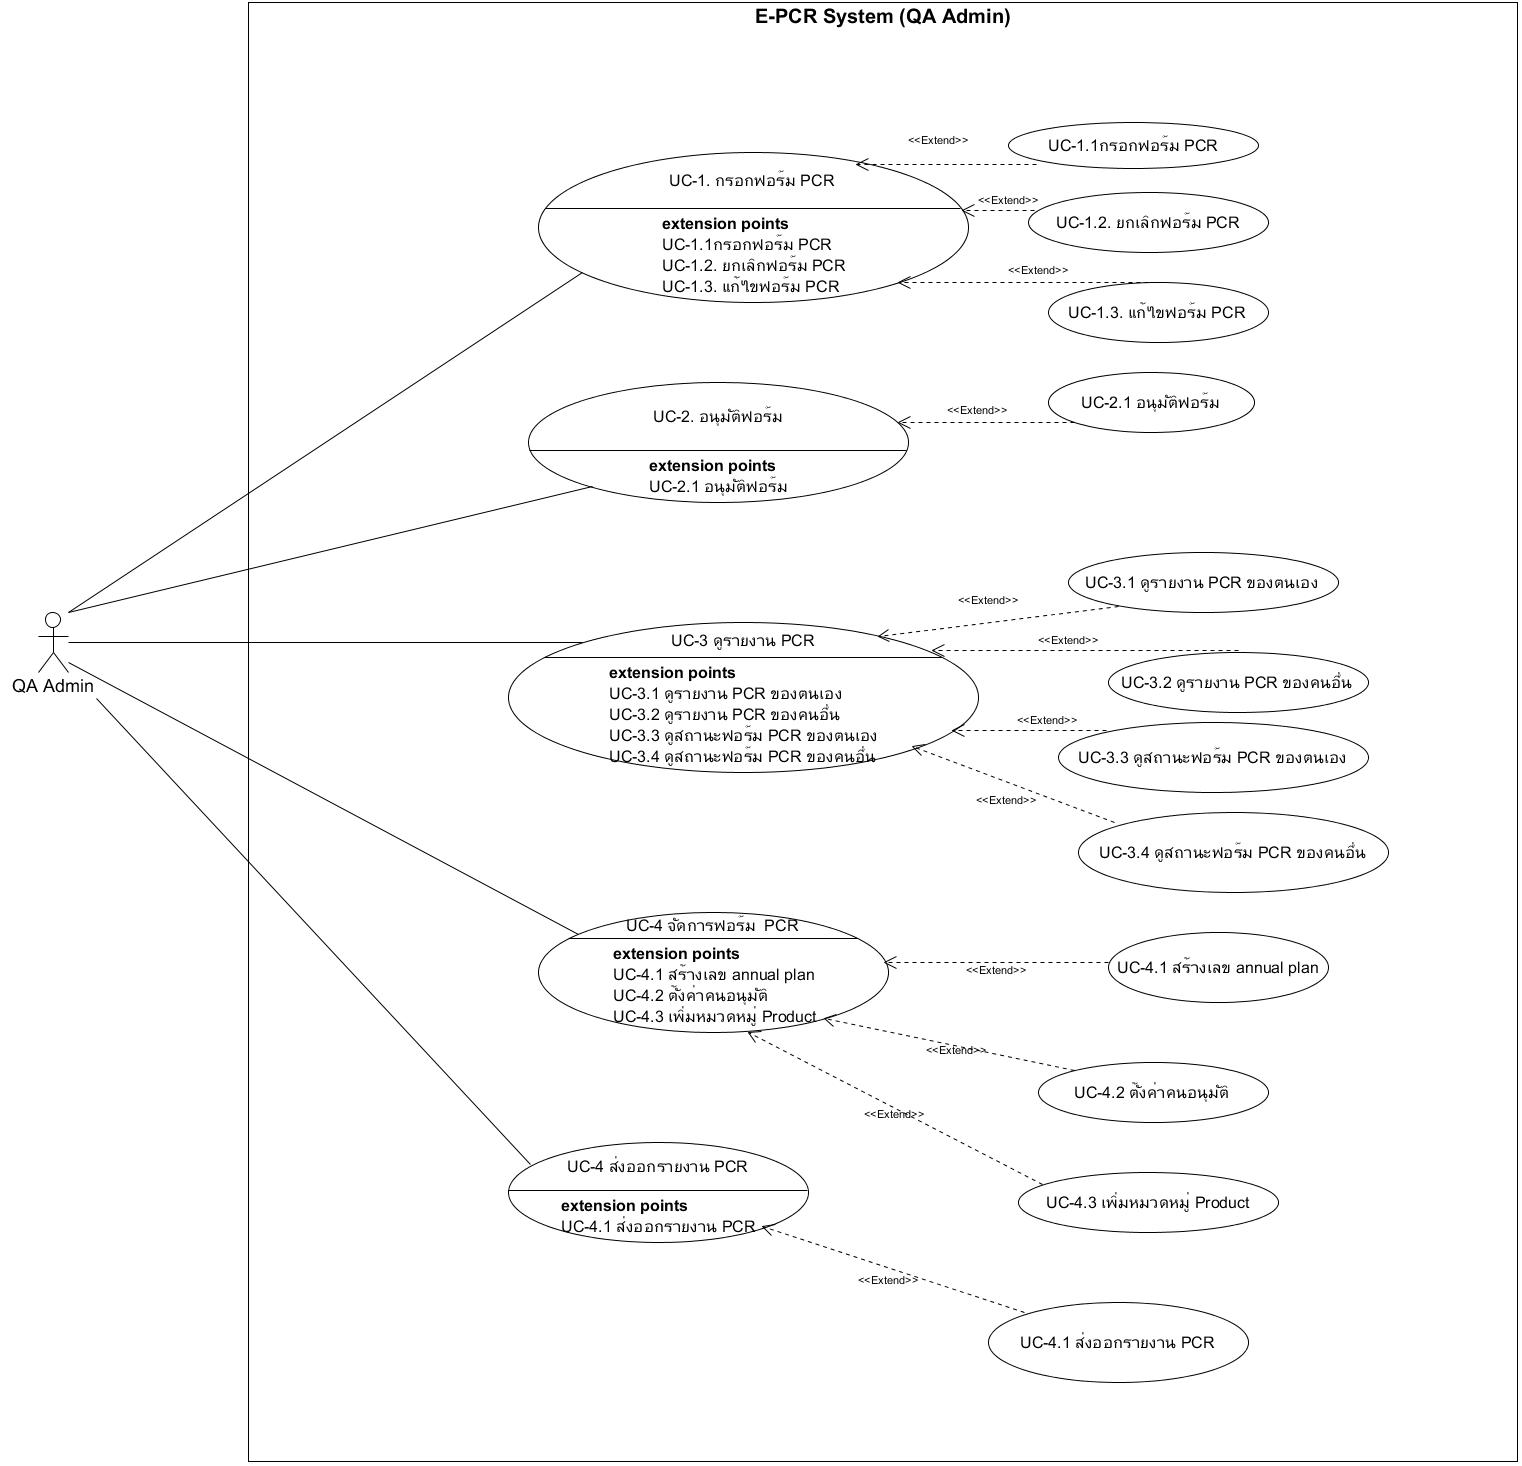 E-PCR System (QA Admin)
<<Extend>>
UC-1.1กรอกฟอร์ม PCR
UC-1. กรอกฟอร์ม PCR
extension points
UC-1.1กรอกฟอร์ม PCR
UC-1.2. ยกเลิกฟอร์ม PCR
UC-1.3. แก้ไขฟอร์ม PCR
<<Extend>>
UC-1.2. ยกเลิกฟอร์ม PCR
<<Extend>>
UC-1.3. แก้ไขฟอร์ม PCR
UC-2. อนุมัติฟอร์ม
extension points
UC-2.1 อนุมัติฟอร์ม
<<Extend>>
UC-2.1 อนุมัติฟอร์ม
QA Admin
UC-3 ดูรายงาน PCR
extension points
UC-3.1 ดูรายงาน PCR ของตนเอง
UC-3.2 ดูรายงาน PCR ของคนอื่น
UC-3.3 ดูสถานะฟอร์ม PCR ของตนเอง
UC-3.4 ดูสถานะฟอร์ม PCR ของคนอื่น
<<Extend>>
UC-3.1 ดูรายงาน PCR ของตนเอง
<<Extend>>
UC-3.2 ดูรายงาน PCR ของคนอื่น
<<Extend>>
UC-3.3 ดูสถานะฟอร์ม PCR ของตนเอง
<<Extend>>
UC-3.4 ดูสถานะฟอร์ม PCR ของคนอื่น
UC-4 จัดการฟอร์ม PCR
extension points
UC-4.1 สร้างเลข annual plan
UC-4.2 ตั้งค่าคนอนุมัติ
UC-4.3 เพิ่มหมวดหมู่ Product
<<Extend>>
UC-4.1 สร้างเลข annual plan
<<Extend>>
UC-4.2 ตั้งค่าคนอนุมัติ
<<Extend>>
UC-4.3 เพิ่มหมวดหมู่ Product
UC-4 ส่งออกรายงาน PCR
extension points
UC-4.1 ส่งออกรายงาน PCR
<<Extend>>
UC-4.1 ส่งออกรายงาน PCR